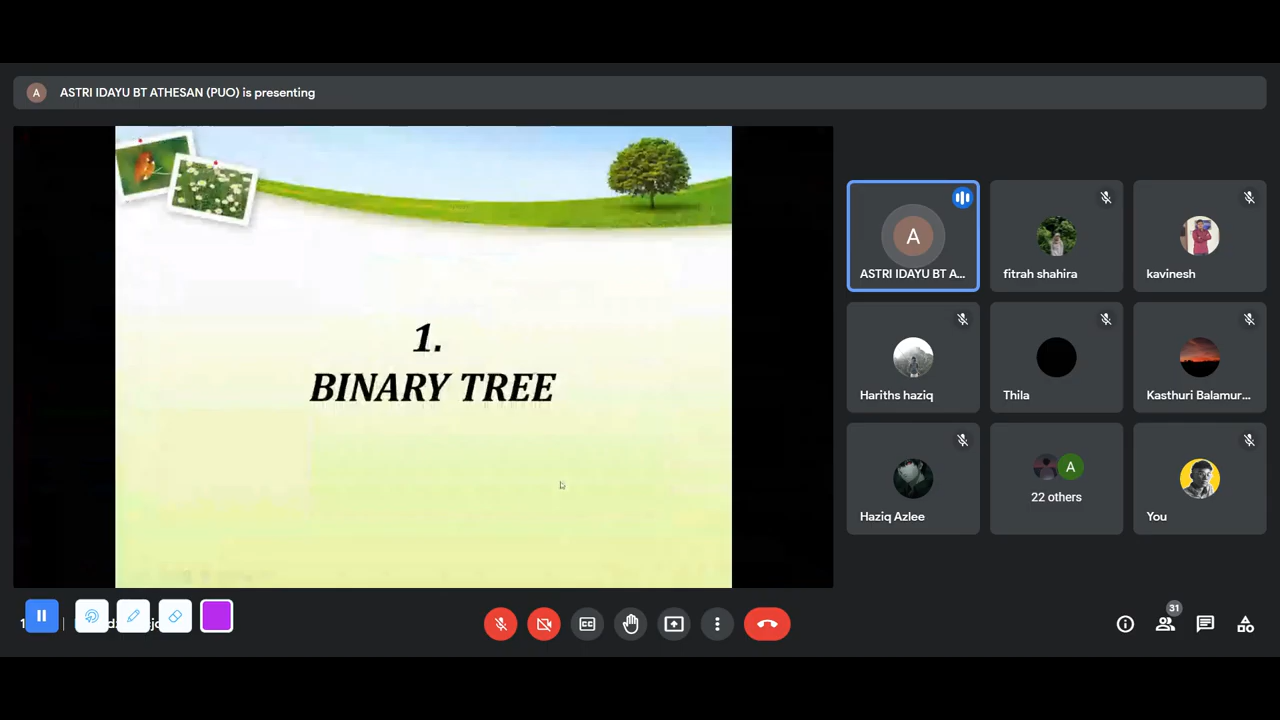 A
ASTRI IDAYU BT ATHESAN (PUO) is presenting
1.
BINARY TREE
A
ASTRI IDAYU BT A...
fitrah shahira
kavinesh
Hariths haziq
Thila
Kasthuri Balamur...
Haziq Azlee
A
22 others
You
CC
31